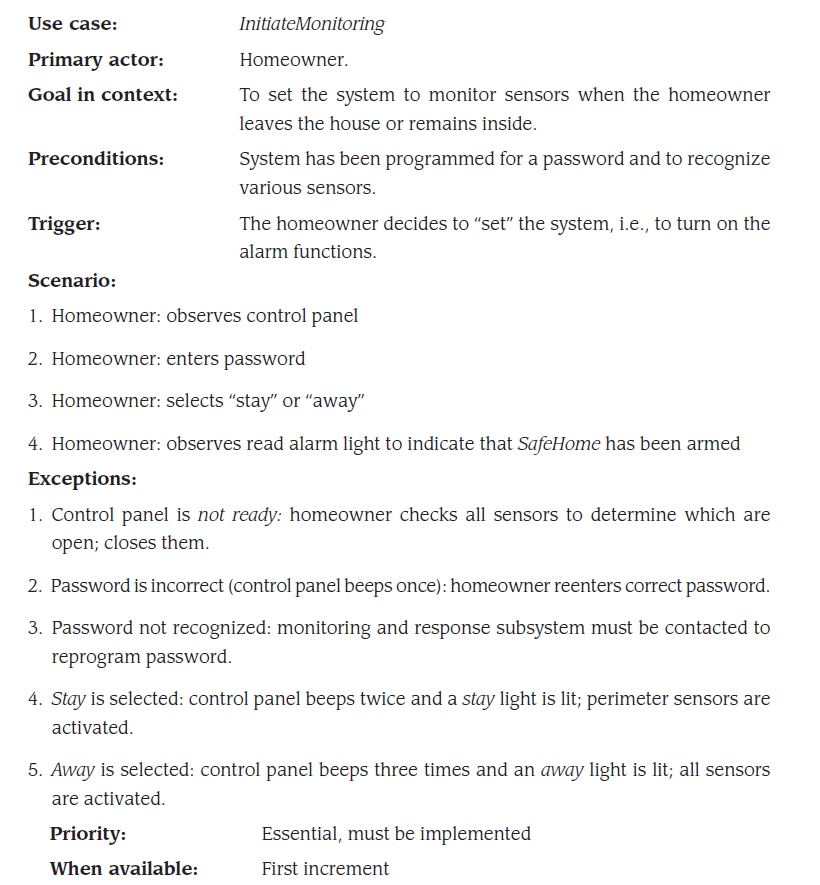 Use case: InitiateMonitoring
Primary actor: Homeowner.
Goal in context: To set the system to monitor sensors when the homeowner
leaves the house or remains inside.
Preconditions: System has been programmed for a password and to recognize
various sensors.
Trigger: The homeowner decides to “set” the system, i.e., to turn on the
alarm functions.
Scenario:
1. Homeowner: observes control panel
2. Homeowner: enters password
3. Homeowner: selects “stay” or “away”
4. Homeowner: observes read alarm light to indicate that SafeHome has been armed
Exceptions:
1. Control panel is not ready: homeowner checks all sensors to determine which are
open; closes them.
2. Password is incorrect (control panel beeps once): homeowner reenters correct password.
3. Password not recognized: monitoring and response subsystem must be contacted to
reprogram password.
4. Stay is selected: control panel beeps twice and a stay light is lit; perimeter sensors are
activated.
5. Away is selected: control panel beeps three times and an away light is lit; all sensors
are activated.
Priority: Essential, must be implemented
When available: First increment